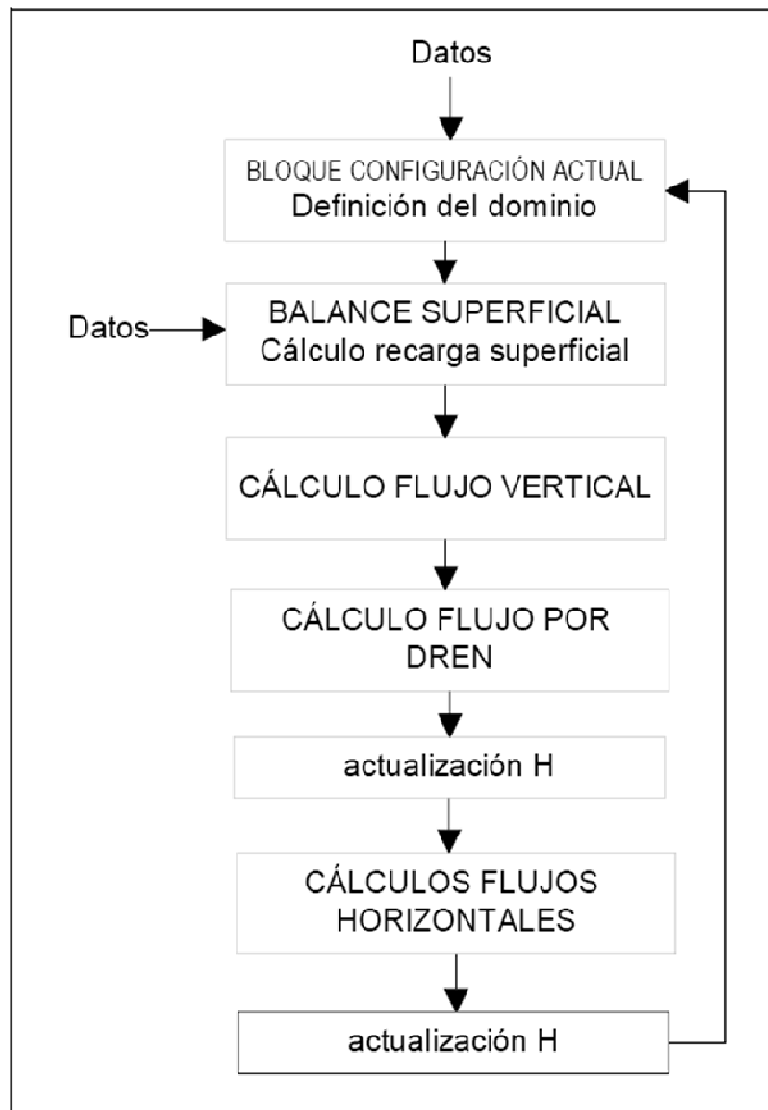 Datos
BLOQUE CONFIGURACIÓN ACTUAL
Definición del dominio
Datos
BALANCE SUPERFICIAL
Cálculo recarga superficial
CÁLCULO FLUJO VERTICAL
CÁLCULO FLUJO POR
DREN
actualización H
CÁLCULOS FLUJOS
HORIZONTALES
actualización H